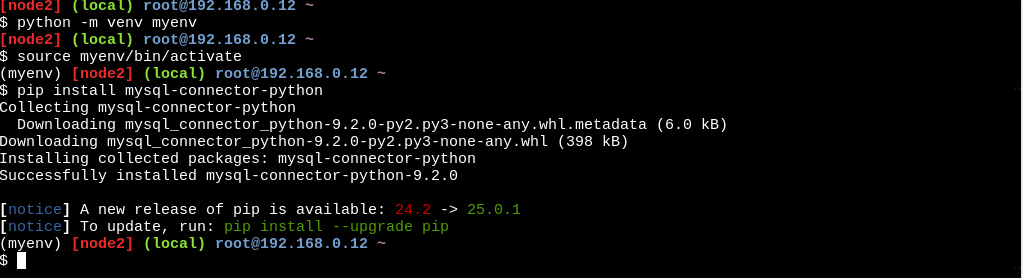 [node2] (local) root@192.168.0.12 ~
$ python -m venv myenv
[node2] (local) root@192.168.0.12 ~
$ source myenv/bin/activate
(myenv) [node2] (local) root@192.168.0.12 ~
$ pip install mysql-connector-python
Collecting mysql-connector-python
  Downloading mysql_connector_python-9.2.0-py2.py3-none-any.whl.metadata (6.0 kB)
Downloading mysql_connector_python-9.2.0-py2.py3-none-any.whl (398 kB)
Installing collected packages: mysql-connector-python
Successfully installed mysql-connector-python-9.2.0

[notice] A new release of pip is available: 24.2 -> 25.0.1
[notice] To update, run: pip install --upgrade pip
(myenv) [node2] (local) root@192.168.0.12 ~
$